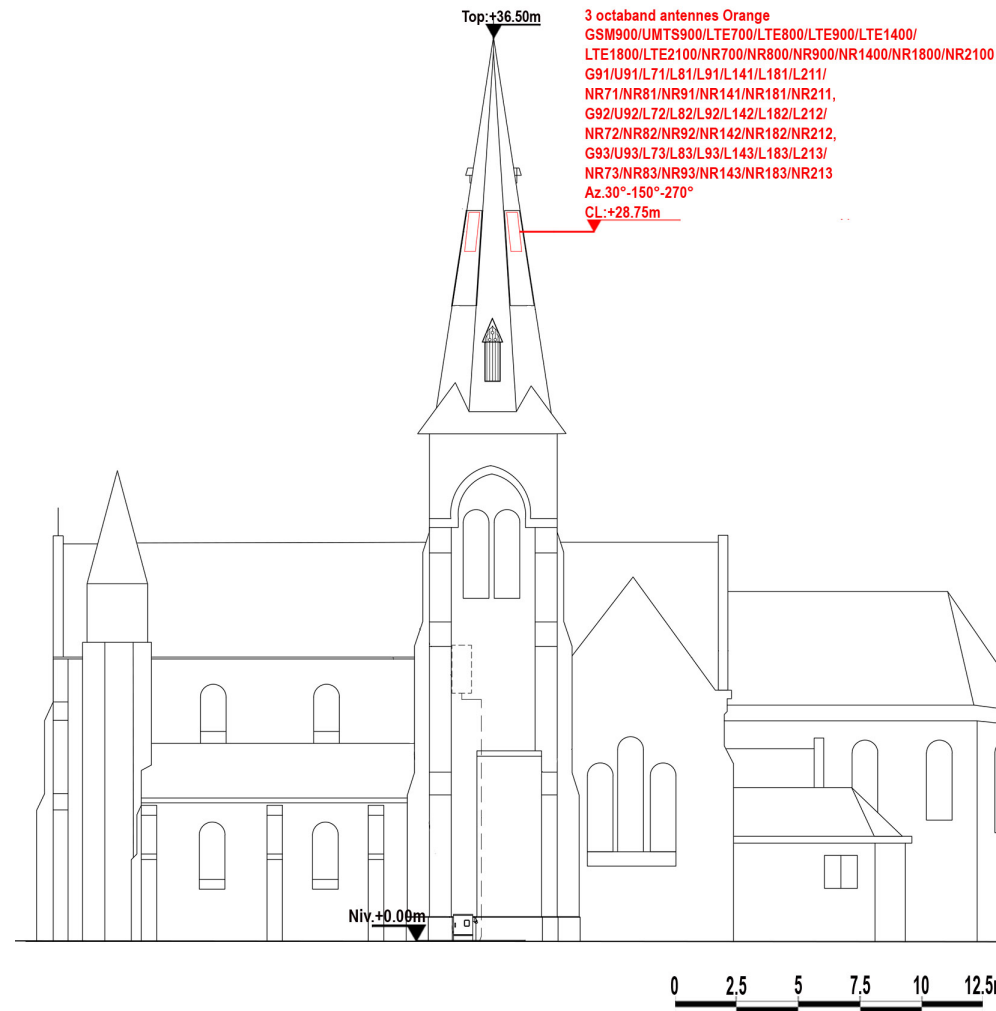 Top:+36.50m
3 octaband antennes Orange
GSM900/UMTS900/LTE700/LTE800/LTE900/LTE1400/
LTE1800/LTE2100/NR700/NR800/NR900/NR1400/NR1800/NR2100
G91/U91/L71/L81/L91/L141/L181/L211/
NR71/NR81/NR91/NR141/NR181/NR211,
G92/U92/L72/L82/L92/L142/L182/L212/
NR72/NR82/NR92/NR142/NR182/NR212,
G93/U93/L73/L83/L93/L143/L183/L213/
NR73/NR83/NR93/NR143/NR183/NR213
Az.30°-150°-270°
CL:+28.75m
Niv.+0.00m
0 2.5 5 7.5 10 12.5m